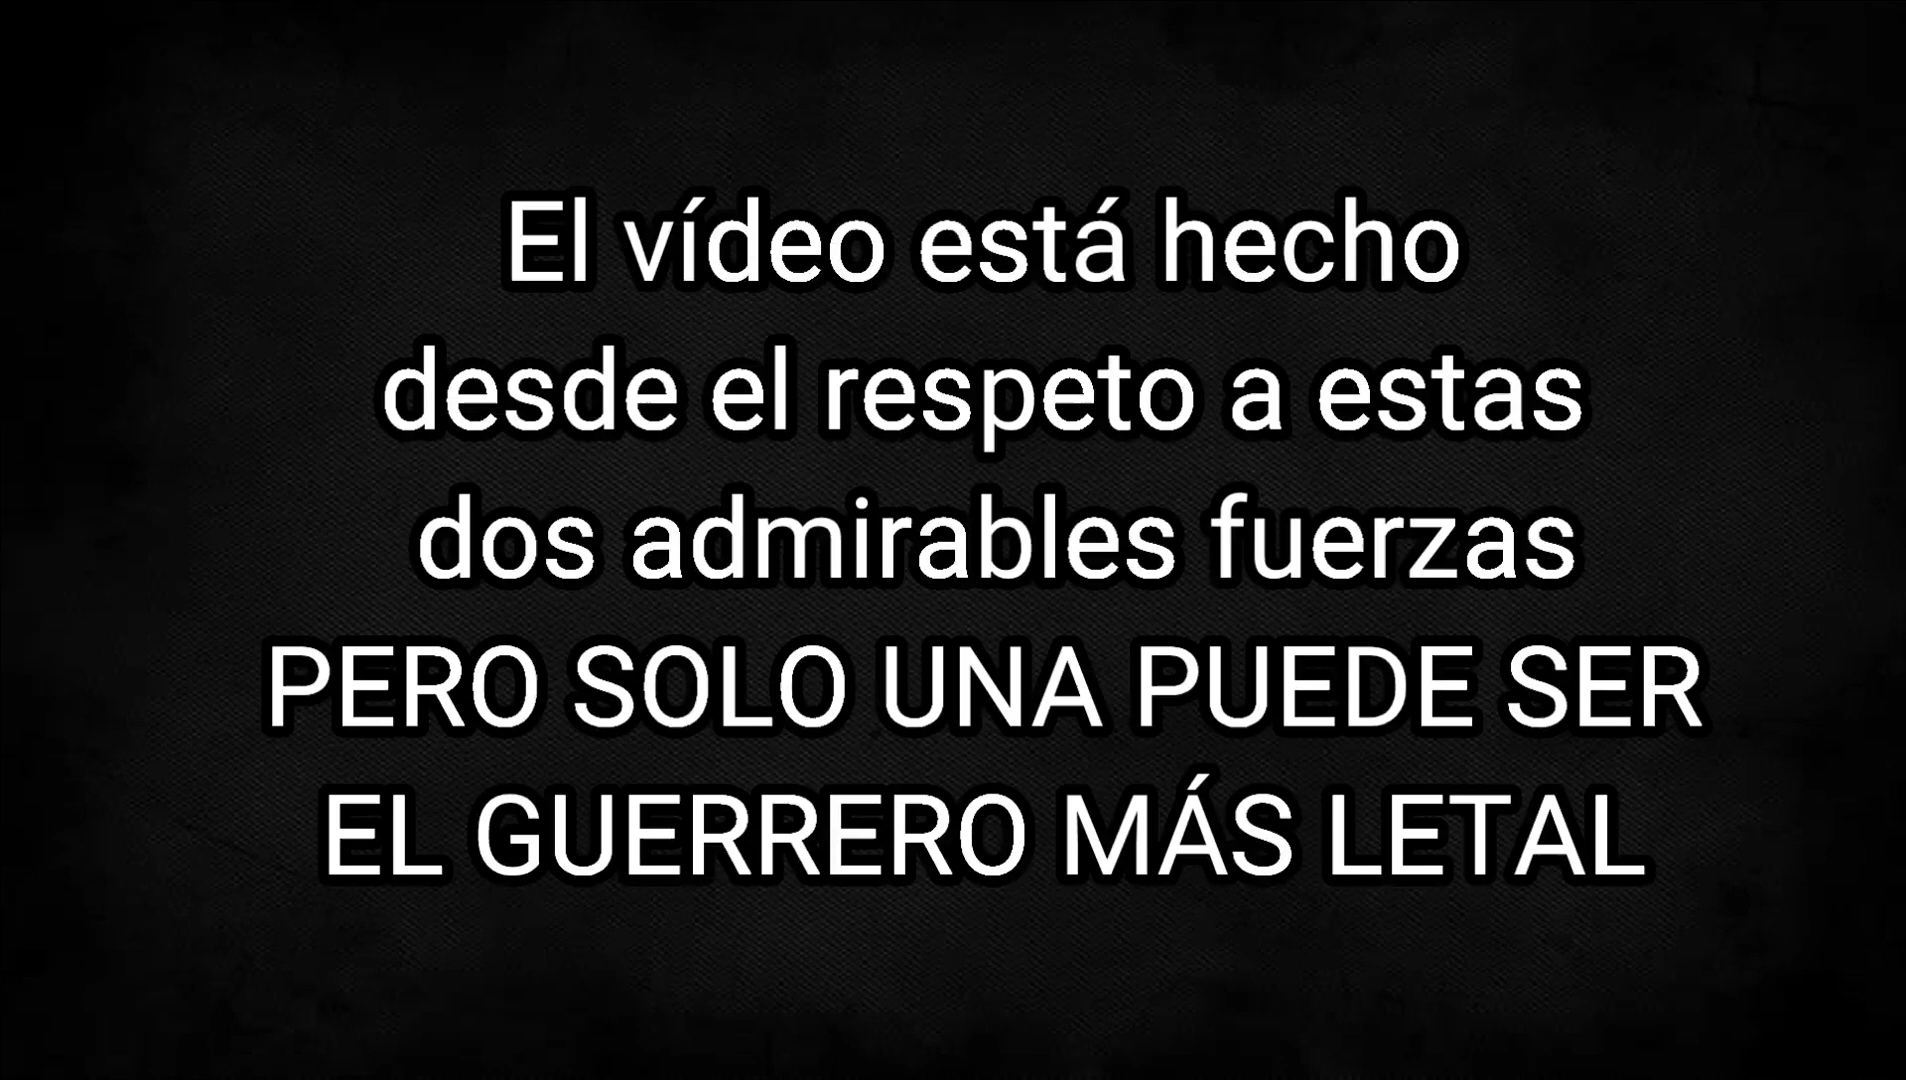 El vídeo está hecho
desde el respeto a estas
dos admirables fuerzas
PERO SOLO UNA PUEDE SER
EL GUERRERO MÁS LETAL